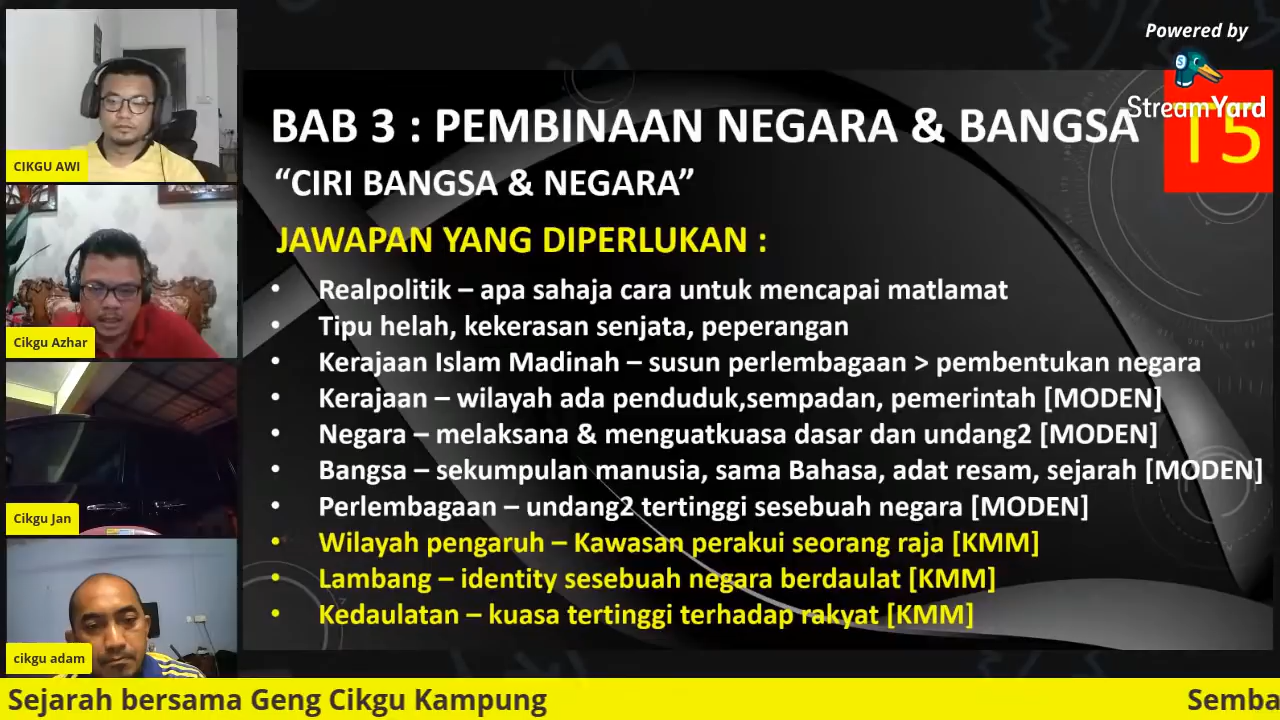 Powered by
StreamYard
CIKGU AWI
Cikgu Azhar
Cikgu Jan
cikgu adam
BAB 3 : PEMBINAAN NEGARA & BANGSA
T5
“CIRI BANGSA & NEGARA”
JAWAPAN YANG DIPERLUKAN :
• Realpolitik – apa sahaja cara untuk mencapai matlamat
• Tipu helah, kekerasan senjata, peperangan
• Kerajaan Islam Madinah – susun perlembagaan > pembentukan negara
• Kerajaan – wilayah ada penduduk,sempadan, pemerintah [MODEN]
• Negara – melaksana & menguatkuasa dasar dan undang2 [MODEN]
• Bangsa – sekumpulan manusia, sama Bahasa, adat resam, sejarah [MODEN]
• Perlembagaan – undang2 tertinggi sesebuah negara [MODEN]
• Wilayah pengaruh – Kawasan perakui seorang raja [KMM]
• Lambang – identity sesebuah negara berdaulat [KMM]
• Kedaulatan – kuasa tertinggi terhadap rakyat [KMM]
Sejarah bersama Geng Cikgu Kampung
Semba